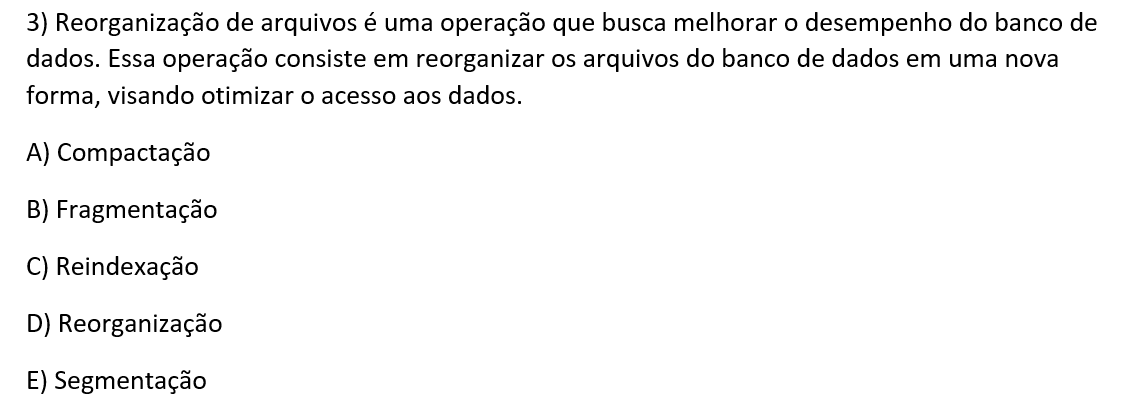 3) Reorganização de arquivos é uma operação que busca melhorar o desempenho do banco de
dados. Essa operação consiste em reorganizar os arquivos do banco de dados em uma nova
forma, visando otimizar o acesso aos dados.
A) Compactação
B) Fragmentação
C) Reindexação
D) Reorganização
E) Segmentação